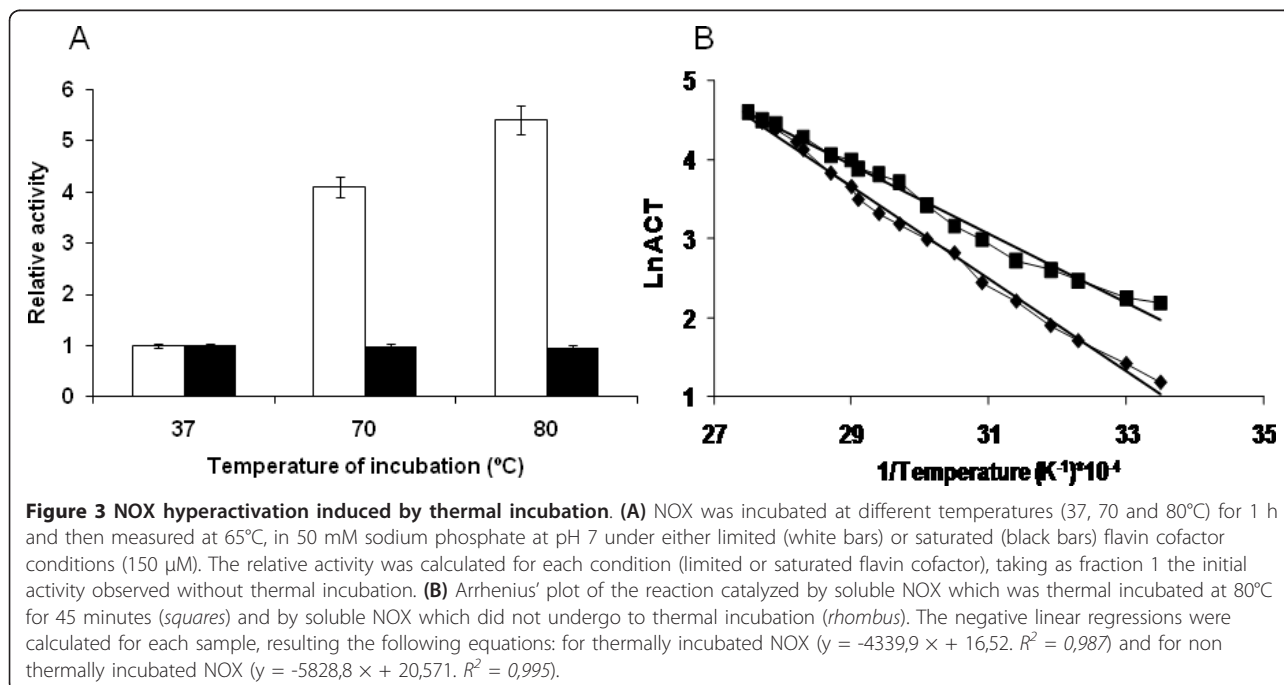 A
B
Relative activity
6
5
4
3
2
1
0
37 70 80
Temperature of incubation (ºC)
LnACT
5
4
3
2
1
27 29 31 33 35
1/Temperature (K⁻¹)*10⁻⁴
Figure 3 NOX hyperactivation induced by thermal incubation. (A) NOX was incubated at different temperatures (37, 70 and 80°C) for 1 h
and then measured at 65°C, in 50 mM sodium phosphate at pH 7 under either limited (white bars) or saturated (black bars) flavin cofactor
conditions (150 μM). The relative activity was calculated for each condition (limited or saturated flavin cofactor), taking as fraction 1 the initial
activity observed without thermal incubation. (B) Arrhenius' plot of the reaction catalyzed by soluble NOX which was thermal incubated at 80°C
for 45 minutes (squares) and by soluble NOX which did not undergo to thermal incubation (rhombus). The negative linear regressions were
calculated for each sample, resulting the following equations: for thermally incubated NOX (y = -4339,9 × + 16,52. R² = 0,987) and for non
thermally incubated NOX (y = -5828,8 × + 20,571. R² = 0,995).